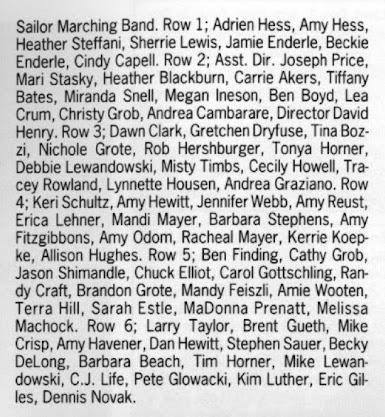 Sailor Marching Band. Row 1; Adrien Hess, Amy Hess,
Heather Steffani, Sherrie Lewis, Jamie Enderle, Beckie
Enderle, Cindy Capell. Row 2; Asst. Dir. Joseph Price,
Mari Stasky, Heather Blackburn, Carrie Akers, Tiffany
Bates, Miranda Snell, Megan Ineson, Ben Boyd, Lea
Crum, Christy Grob, Andrea Cambarare, Director David
Henry. Row 3; Dawn Clark, Gretchen Dryfuse, Tina Boz-
zi, Nichole Grote, Rob Hershburger, Tonya Horner,
Debbie Lewandowski, Misty Timbs, Cecily Howell, Tra-
cey Rowland, Lynnette Housen, Andrea Graziano. Row
4; Keri Schultz, Amy Hewitt, Jennifer Webb, Amy Reust,
Erica Lehner, Mandi Mayer, Barbara Stephens, Amy
Fitzgibbons, Amy Odom, Racheal Mayer, Kerrie Koep-
ke, Allison Hughes. Row 5; Ben Finding, Cathy Grob,
Jason Shimandle, Chuck Elliot, Carol Gottschling, Ran-
dy Craft, Brandon Grote, Mandy Feiszli, Amie Wooten,
Terra Hill, Sarah Estle, MaDonna Prenatt, Melissa
Machock. Row 6; Larry Taylor, Brent Gueth, Mike
Crisp, Amy Havener, Dan Hewitt, Stephen Sauer, Becky
DeLong, Barbara Beach, Tim Horner, Mike Lewan-
dowski, C.J. Life, Pete Glowacki, Kim Luther, Eric Gil-
les, Dennis Novak.